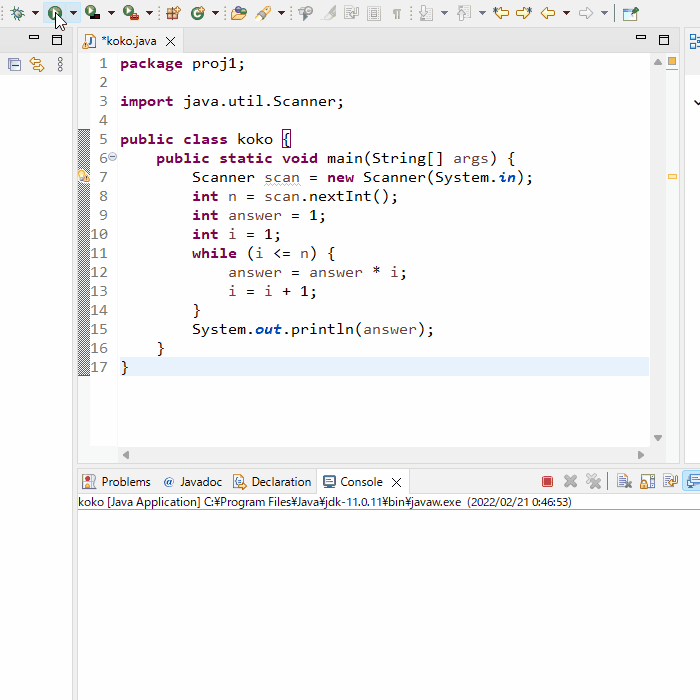 *koko.java
1 package proj1;
2
3 import java.util.Scanner;
4
5 public class koko {
6 public static void main(String[] args) {
7 Scanner scan = new Scanner(System.in);
8 int n = scan.nextInt();
9 int answer = 1;
10 int i = 1;
11 while (i <= n) {
12 answer = answer * i;
13 i = i + 1;
14 }
15 System.out.println(answer);
16 }
17 }
Problems @ Javadoc Declaration Console
koko [Java Application] C:¥Program Files¥Java¥jdk-11.0.11¥bin¥javaw.exe (2022/02/21 0:46:53)